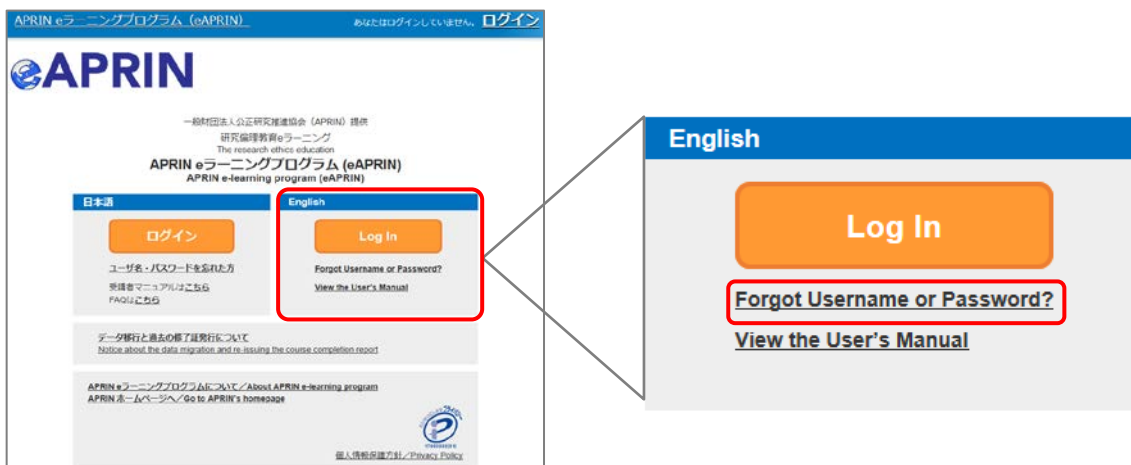 APRIN eラーニングプログラム（eAPRIN）
あなたはログインしていません。 ログイン
eAPRIN
一般財団法人公正研究推進協会（APRIN）提供
研究倫理教育eラーニング
The research ethics education
APRIN eラーニングプログラム (eAPRIN)
APRIN e-learning program (eAPRIN)
日本語
ログイン
ユーザ名・パスワードを忘れた方
受講者マニュアルはこちら
FAQはこちら
English
Log In
Forgot Username or Password?
View the User's Manual
データ移行と過去の修了証発行について
Notice about the data migration and re-issuing the course completion report
APRIN eラーニングプログラムについて／About APRIN e-learning program
APRIN ホームページへ／Go to APRIN's homepage
個人情報保護方針／Privacy Policy
English
Log In
Forgot Username or Password?
View the User's Manual